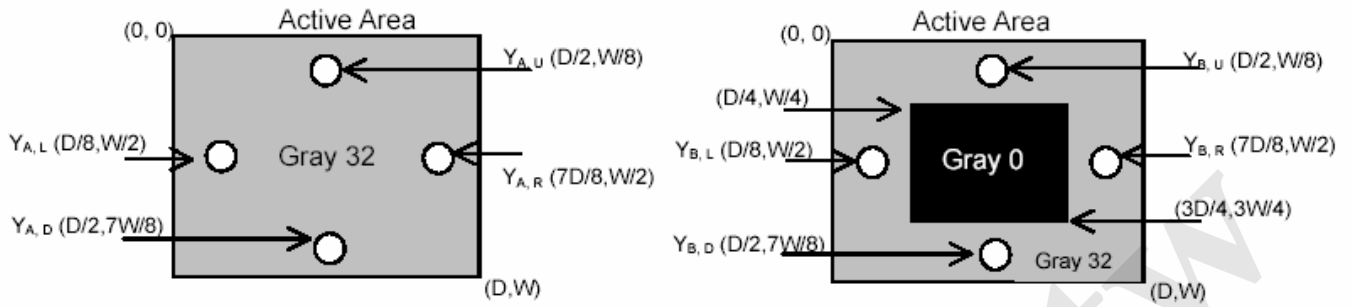 Active Area
(0, 0)
YA, U (D/2,W/8)
YA, L (D/8,W/2)
Gray 32
YA, R (7D/8,W/2)
YA, D (D/2,7W/8)
(D,W)
Active Area
(0, 0)
YB, U (D/2,W/8)
(D/4,W/4)
YB, L (D/8,W/2)
Gray 0
YB, R (7D/8,W/2)
(3D/4,3W/4)
YB, D (D/2,7W/8)
Gray 32
(D,W)